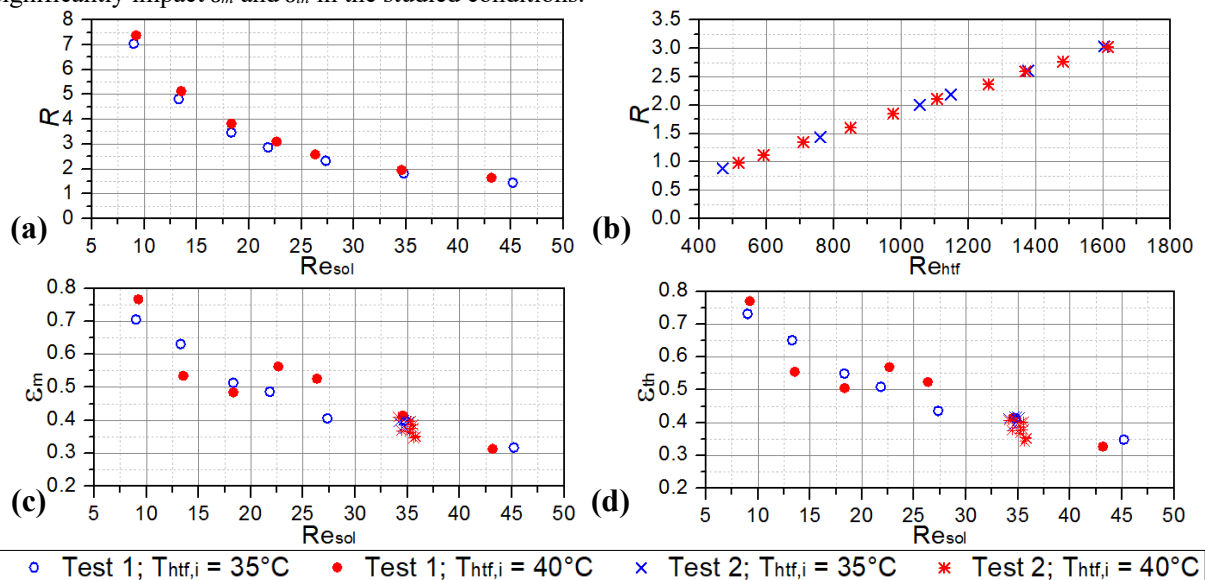 significantly impact εm and εth in the studied conditions.
8
7
6
5
4
3
2
1
0
R
(a)
5 10 15 20 25 30 35 40 45 50
Resol
3.5
3.0
2.5
2.0
1.5
1.0
0.5
0.0
R
(b)
400 600 800 1000 1200 1400 1600 1800
Rehtf
0.8
0.7
0.6
0.5
0.4
0.3
0.2
εm
(c)
5 10 15 20 25 30 35 40 45 50
Resol
0.8
0.7
0.6
0.5
0.4
0.3
0.2
εth
(d)
5 10 15 20 25 30 35 40 45 50
Resol
Test 1; Thtf,i = 35°C
Test 1; Thtf,i = 40°C
Test 2; Thtf,i = 35°C
Test 2; Thtf,i = 40°C